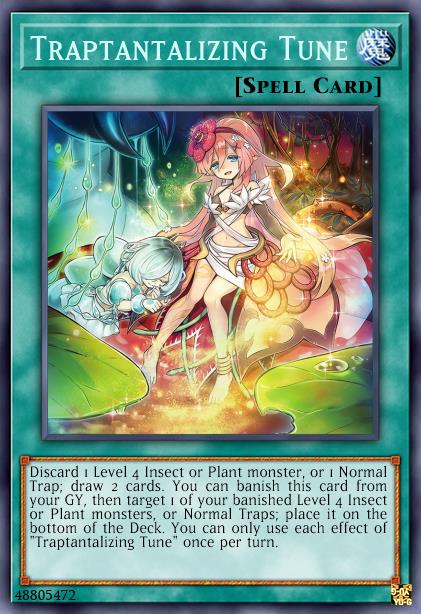 Traptantalizing Tune
[Spell Card]
Discard 1 Level 4 Insect or Plant monster, or 1 Normal
Trap; draw 2 cards. You can banish this card from
your GY, then target 1 of your banished Level 4 Insect
or Plant monsters, or Normal Traps; place it on the
bottom of the Deck. You can only use each effect of
"Traptantalizing Tune" once per turn.
48805472